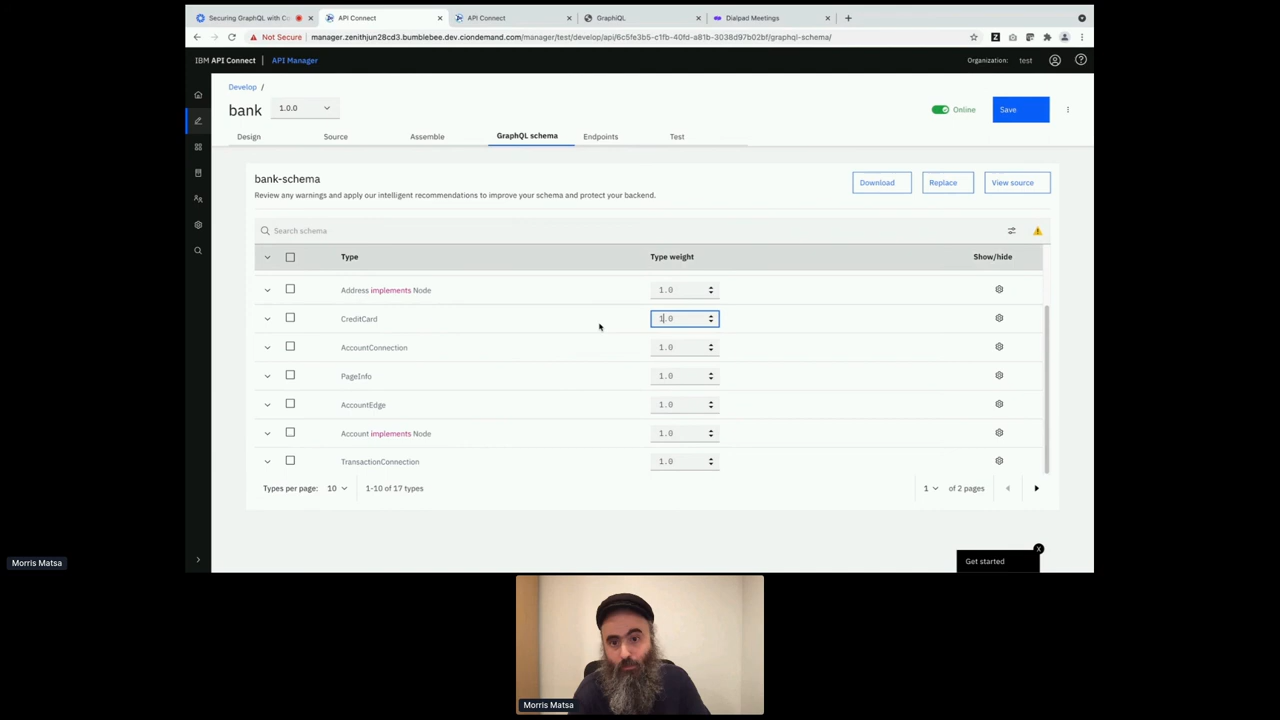 Securing GraphQL with Co
API Connect
API Connect
GraphiQL
Dialpad Meetings
Not Secure
manager.zenithjun28cd3.bumblebee.dev.ciondemand.com/manager/test/develop/api/6c5fe3b5-c1fb-40fd-a81b-3038d97b02bf/graphql-schema/
IBM API Connect
API Manager
Organization: test
Develop /
bank
1.0.0
Online
Save
Design
Source
Assemble
GraphQL schema
Endpoints
Test
bank-schema
Review any warnings and apply our intelligent recommendations to improve your schema and protect your backend.
Download
Replace
View source
Search schema
Type
Type weight
Show/hide
Address implements Node
1.0
CreditCard
1.0
AccountConnection
1.0
PageInfo
1.0
AccountEdge
1.0
Account implements Node
1.0
TransactionConnection
1.0
Types per page: 10
1-10 of 17 types
1
of 2 pages
Get started
X
Morris Matsa
Morris Matsa